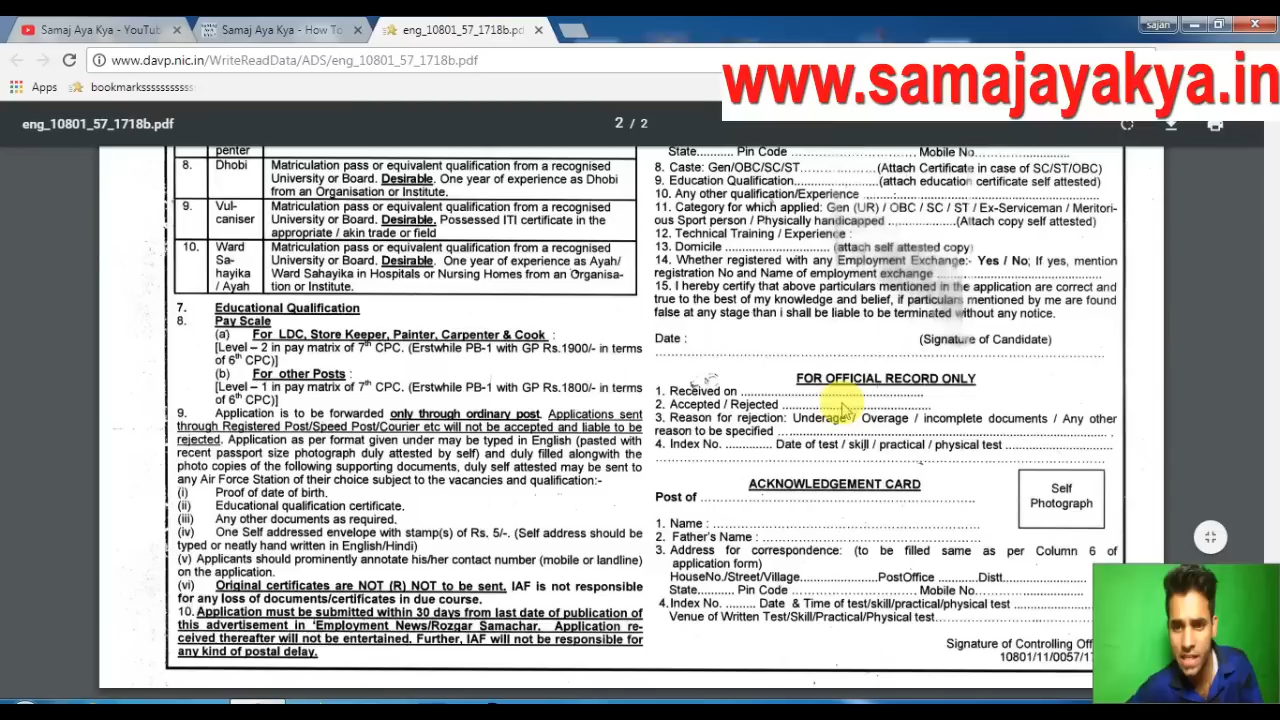 sajan
Samaj Aya Kya - YouTub
Samaj Aya Kya - How To
eng_10801_57_1718b.pd
www.davp.nic.in/WriteReadData/ADS/eng_10801_57_1718b.pdf
Apps bookmarksssssssss
www.samajayakya.in
eng_10801_57_1718b.pdf
2 / 2
penter
8. Dhobi Matriculation pass or equivalent qualification from a recognised
University or Board. Desirable. One year of experience as Dhobi
from an Organisation or Institute.
9. Vul- Matriculation pass or equivalent qualification from a recognised
caniser University or Board. Desirable. Possessed ITI certificate in the
appropriate / akin trade or field
10. Ward Matriculation pass or equivalent qualification from a recognised
Sa- University or Board. Desirable. One year of experience as Ayah/
hayika Ward Sahayika in Hospitals or Nursing Homes from an Organisa-
/ Ayah tion or Institute.
7. Educational Qualification
8. Pay Scale
(a) For LDC, Store Keeper, Painter, Carpenter & Cook :
[Level – 2 in pay matrix of 7th CPC. (Erstwhile PB-1 with GP Rs.1900/- in terms
of 6th CPC)]
(b) For other Posts :
[Level – 1 in pay matrix of 7th CPC. (Erstwhile PB-1 with GP Rs.1800/- in terms
of 6th CPC)]
9. Application is to be forwarded only through ordinary post. Applications sent
through Registered Post/Speed Post/Courier etc will not be accepted and liable to be
rejected. Application as per format given under may be typed in English (pasted with
recent passport size photograph duly attested by self) and duly filled alongwith the
photo copies of the following supporting documents, duly self attested may be sent to
any Air Force Station of their choice subject to the vacancies and qualification:-
(i) Proof of date of birth.
(ii) Educational qualification certificate.
(iii) Any other documents as required.
(iv) One Self addressed envelope with stamp(s) of Rs. 5/-. (Self address should be
typed or neatly hand written in English/Hindi)
(v) Applicants should prominently annotate his/her contact number (mobile or landline)
on the application.
(vi) Original certificates are NOT (R) NOT to be sent. IAF is not responsible
for any loss of documents/certificates in due course.
10. Application must be submitted within 30 days from last date of publication of
this advertisement in 'Employment News/Rozgar Samachar. Application re-
ceived thereafter will not be entertained. Further, IAF will not be responsible for
any kind of postal delay.
State.......... Pin Code ........................ Mobile No........................
8. Caste: Gen/OBC/SC/ST.................. (Attach Certificate in case of SC/ST/OBC)
9. Education Qualification.....................(attach education certificate self attested)
10. Any other qualification/Experience ........................
11. Category for which applied: Gen (UR) / OBC / SC / ST / Ex-Serviceman / Meritori-
ous Sport person / Physically handicapped ..................(Attach copy self attested)
12. Technical Training / Experience :
13. Domicile .......................... (attach self attested copy)
14. Whether registered with any Employment Exchange:- Yes / No; If yes, mention
registration No and Name of employment exchange ........................
15. I hereby certify that above particulars mentioned in the application are correct and
true to the best of my knowledge and belief, if particulars mentioned by me are found
false at any stage than i shall be liable to be terminated without any notice.
Date : (Signature of Candidate)
FOR OFFICIAL RECORD ONLY
1. Received on ........................
2. Accepted / Rejected ........................
3. Reason for rejection: Underage / Overage / incomplete documents / Any other
reason to be specified ........................
4. Index No. ............ Date of test / skill / practical / physical test ........................
ACKNOWLEDGEMENT CARD
Post of ........................
Self
Photograph
1. Name : ........................
2. Father's Name : ........................
3. Address for correspondence: (to be filled same as per Column 6 of
application form)
HouseNo./Street/Village.....................PostOffice ............Distt.....................
State.......... Pin Code ........................ Mobile No........................
4.Index No. ........ Date & Time of test/skill/practical/physical test ....................
Venue of Written Test/Skill/Practical/Physical test........................
Signature of Controlling Offi
10801/11/0057/17